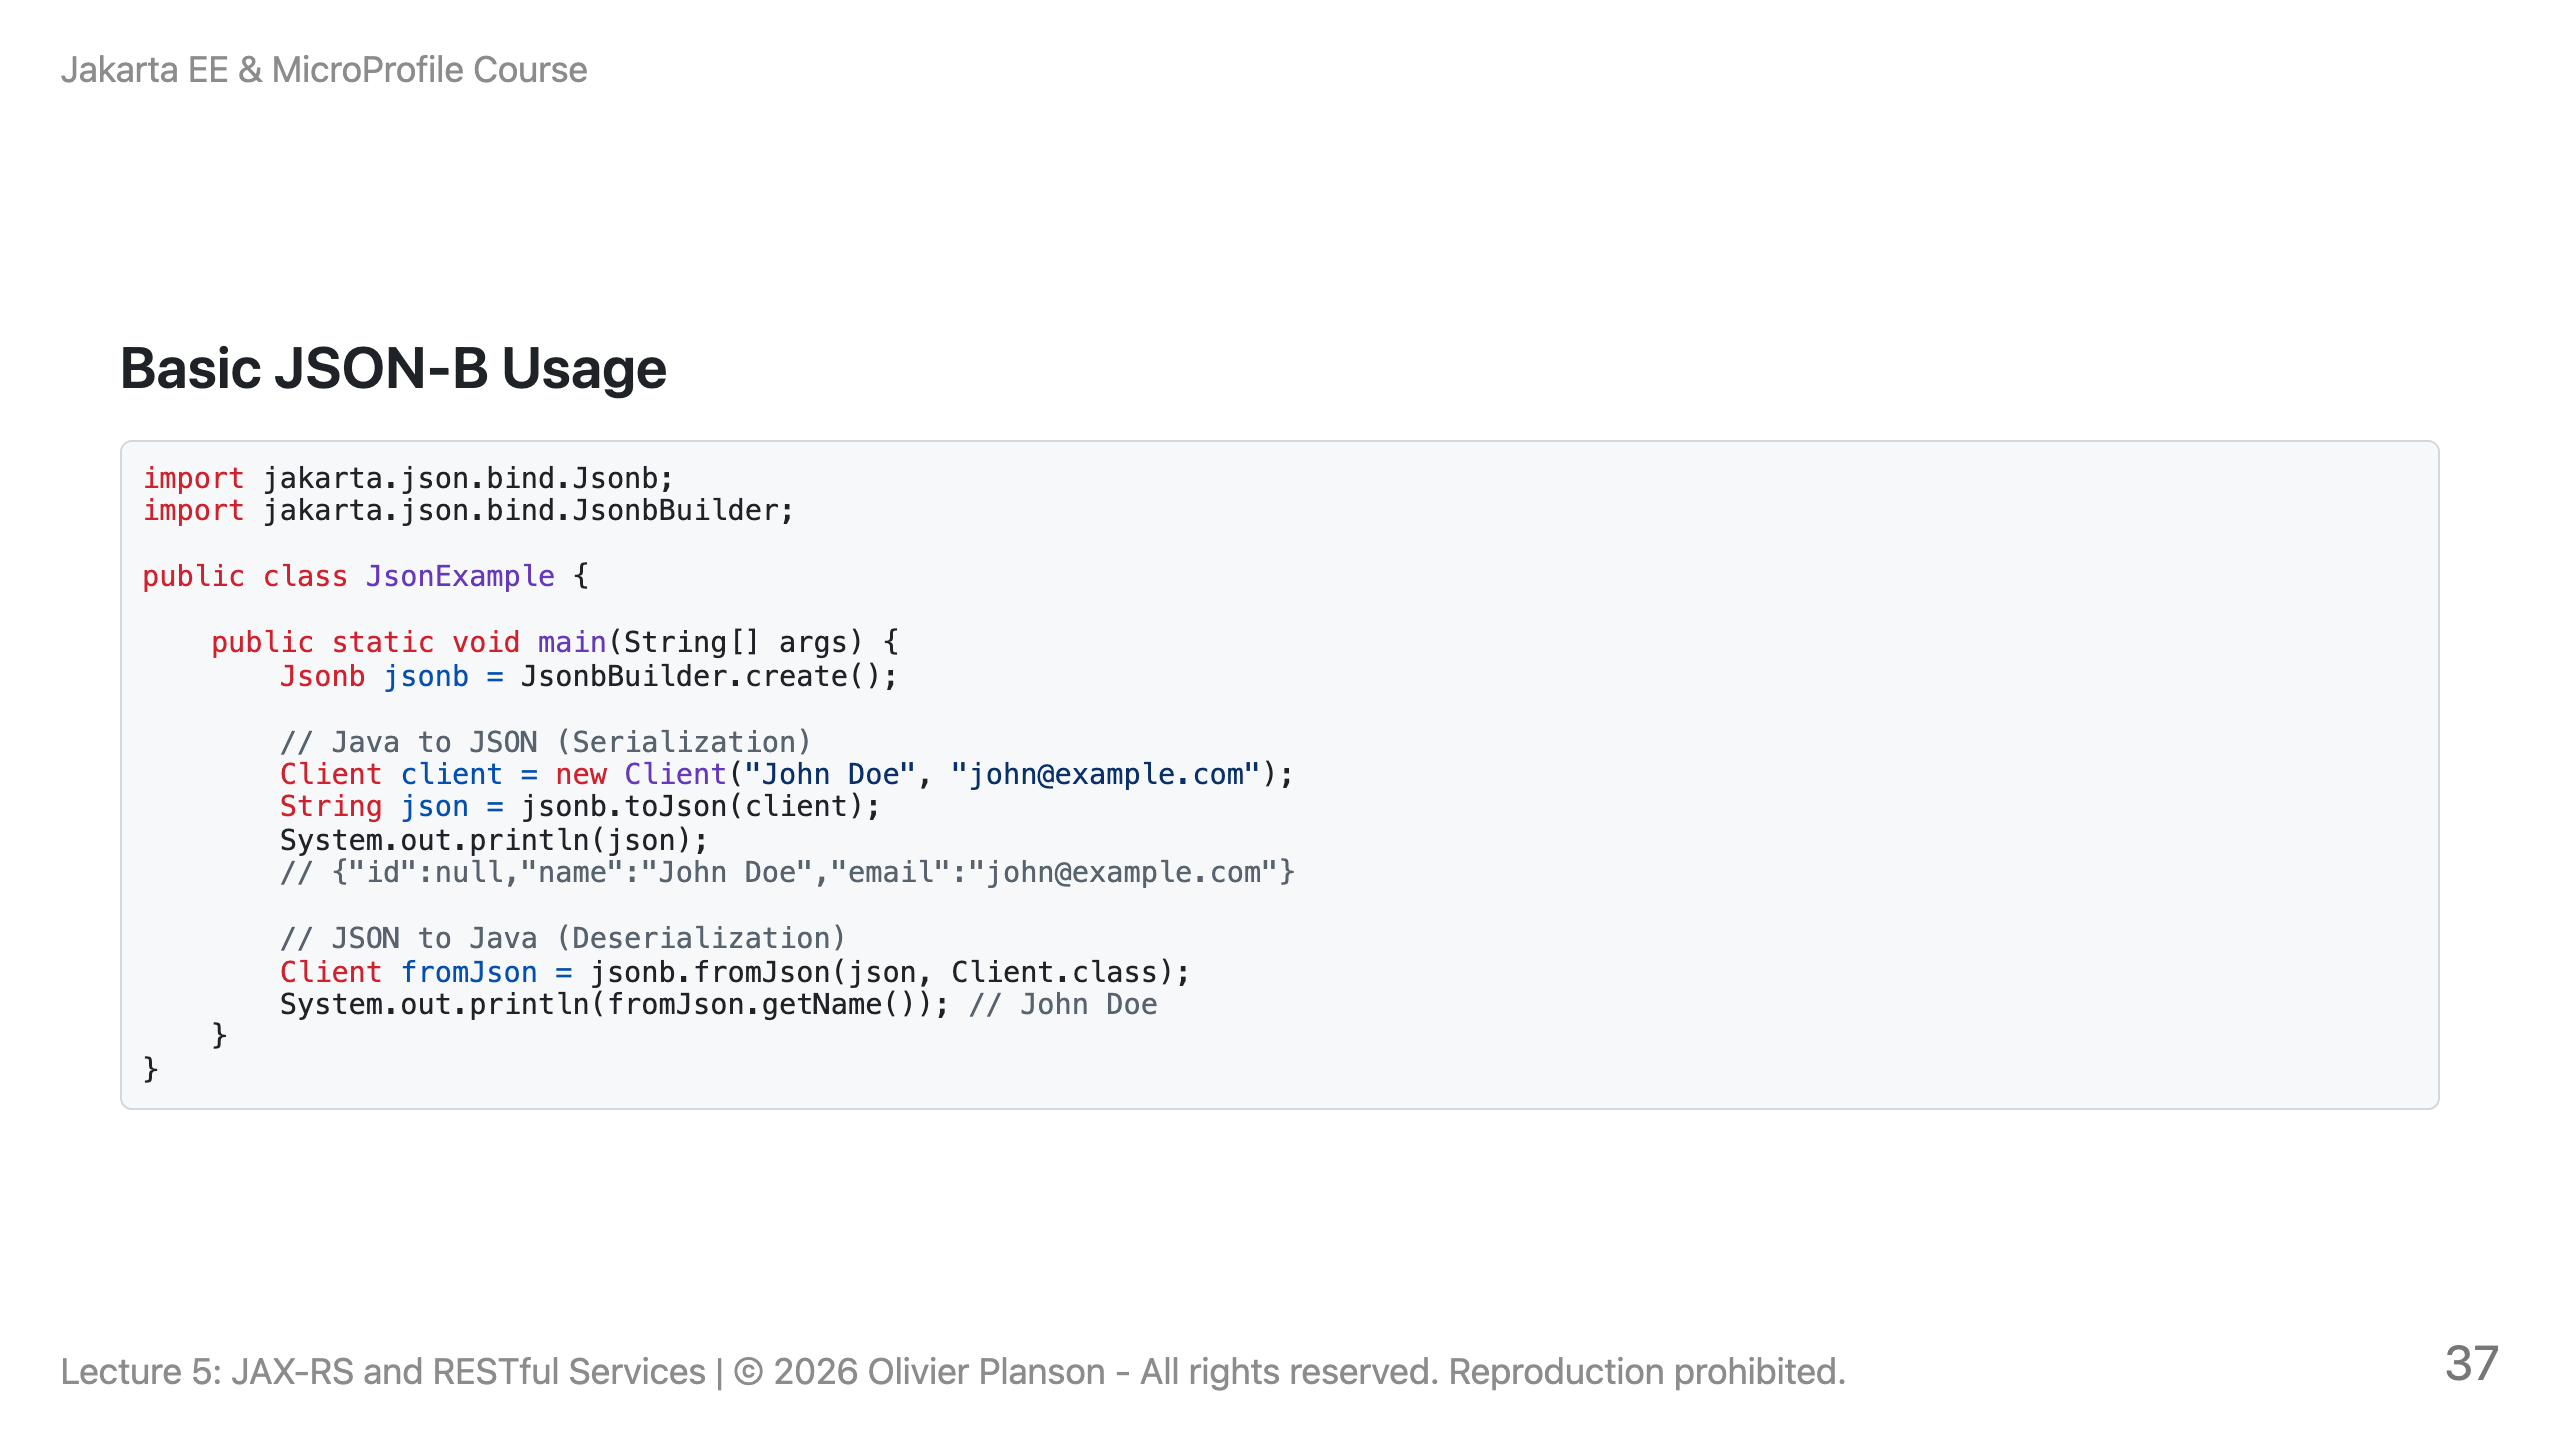 Jakarta EE & MicroProfile Course
Basic JSON-B Usage
import jakarta.json.bind.Jsonb;
import jakarta.json.bind.JsonbBuilder;
public class JsonExample {
    public static void main(String[] args) {
        Jsonb jsonb = JsonbBuilder.create();
        // Java to JSON (Serialization)
        Client client = new Client("John Doe", "john@example.com");
        String json = jsonb.toJson(client);
        System.out.println(json);
        // {"id":null,"name":"John Doe","email":"john@example.com"}
        // JSON to Java (Deserialization)
        Client fromJson = jsonb.fromJson(json, Client.class);
        System.out.println(fromJson.getName()); // John Doe
    }
}
Lecture 5: JAX-RS and RESTful Services | © 2026 Olivier Planson - All rights reserved. Reproduction prohibited.
37